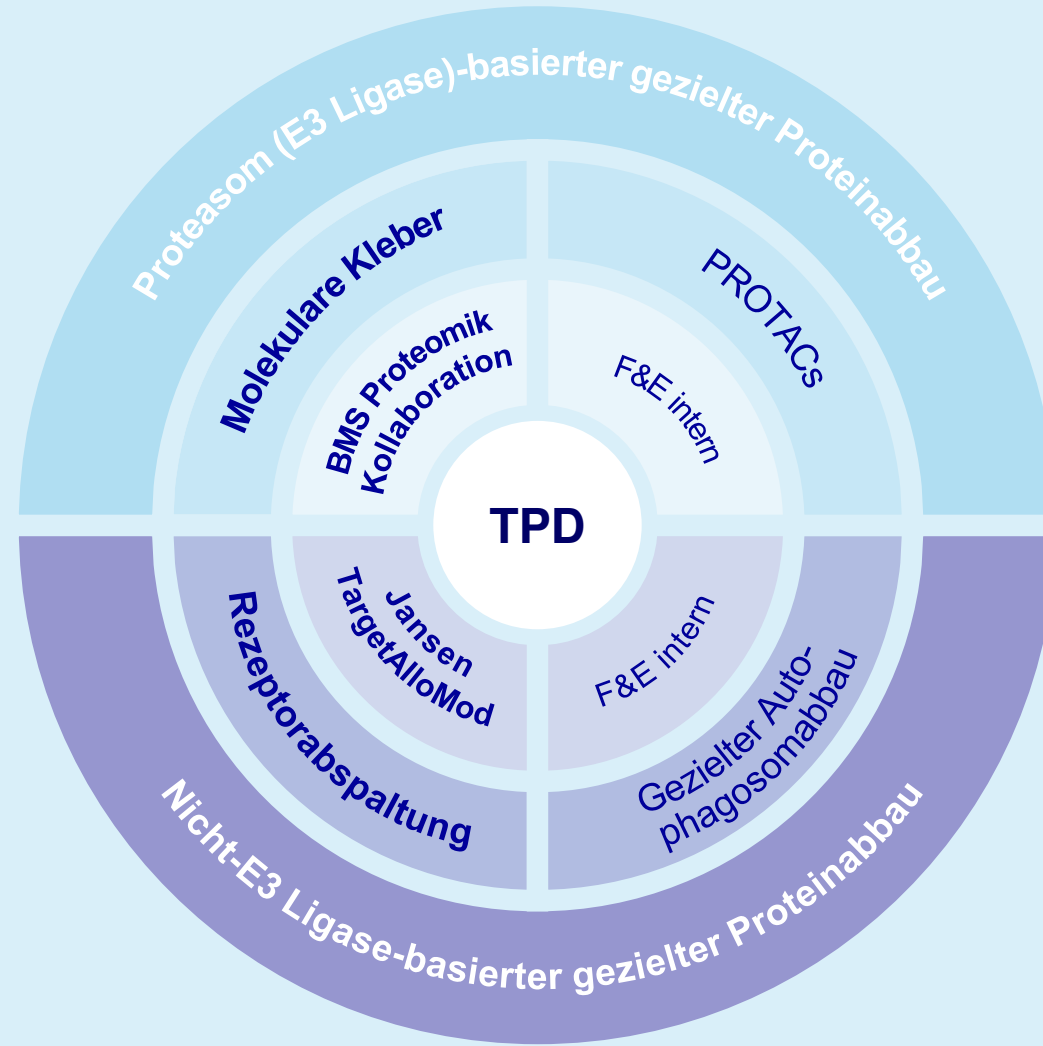 Proteasom (E3 Ligase)-basierter gezielter Proteinabbau
Molekulare Kleber
PROTACs
BMS Proteomik
Kollaboration
F&E intern
TPD
Jansen
TargetAlloMod
F&E intern
Rezeptorabspaltung
Gezielter Auto-
phagosomabbau
Nicht-E3 Ligase-basierter gezielter Proteinabbau